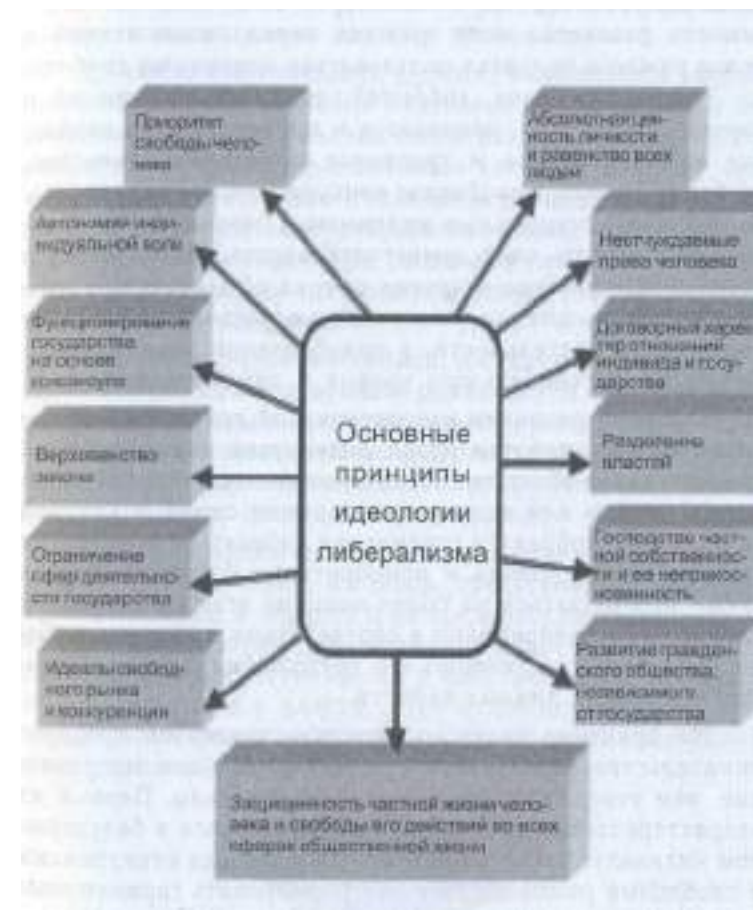 Приоритет
свободы чело-
века
Абсолютная цен-
ность личности
и равенство всех
людей
Автономия инди-
видуальной воли
Неотчуждаемые
права человека
Функционирование
государства
на основе
консенсуса
Договорный харак-
тер отношений
индивида и госу-
дарства
Основные
принципы
идеологии
либерализма
Верховенство
закона
Разделение
властей
Ограничение
сфер деятельно-
сти государства
Господство част-
ной собственнос-
ти и ее неприкос-
новенность
Идеалы свобод-
ного рынка
и конкуренции
Развитие граждан-
ского общества,
независимого
от государства
Защищенность частной жизни чело-
века и свободы его действий во всех
сферах общественной жизни